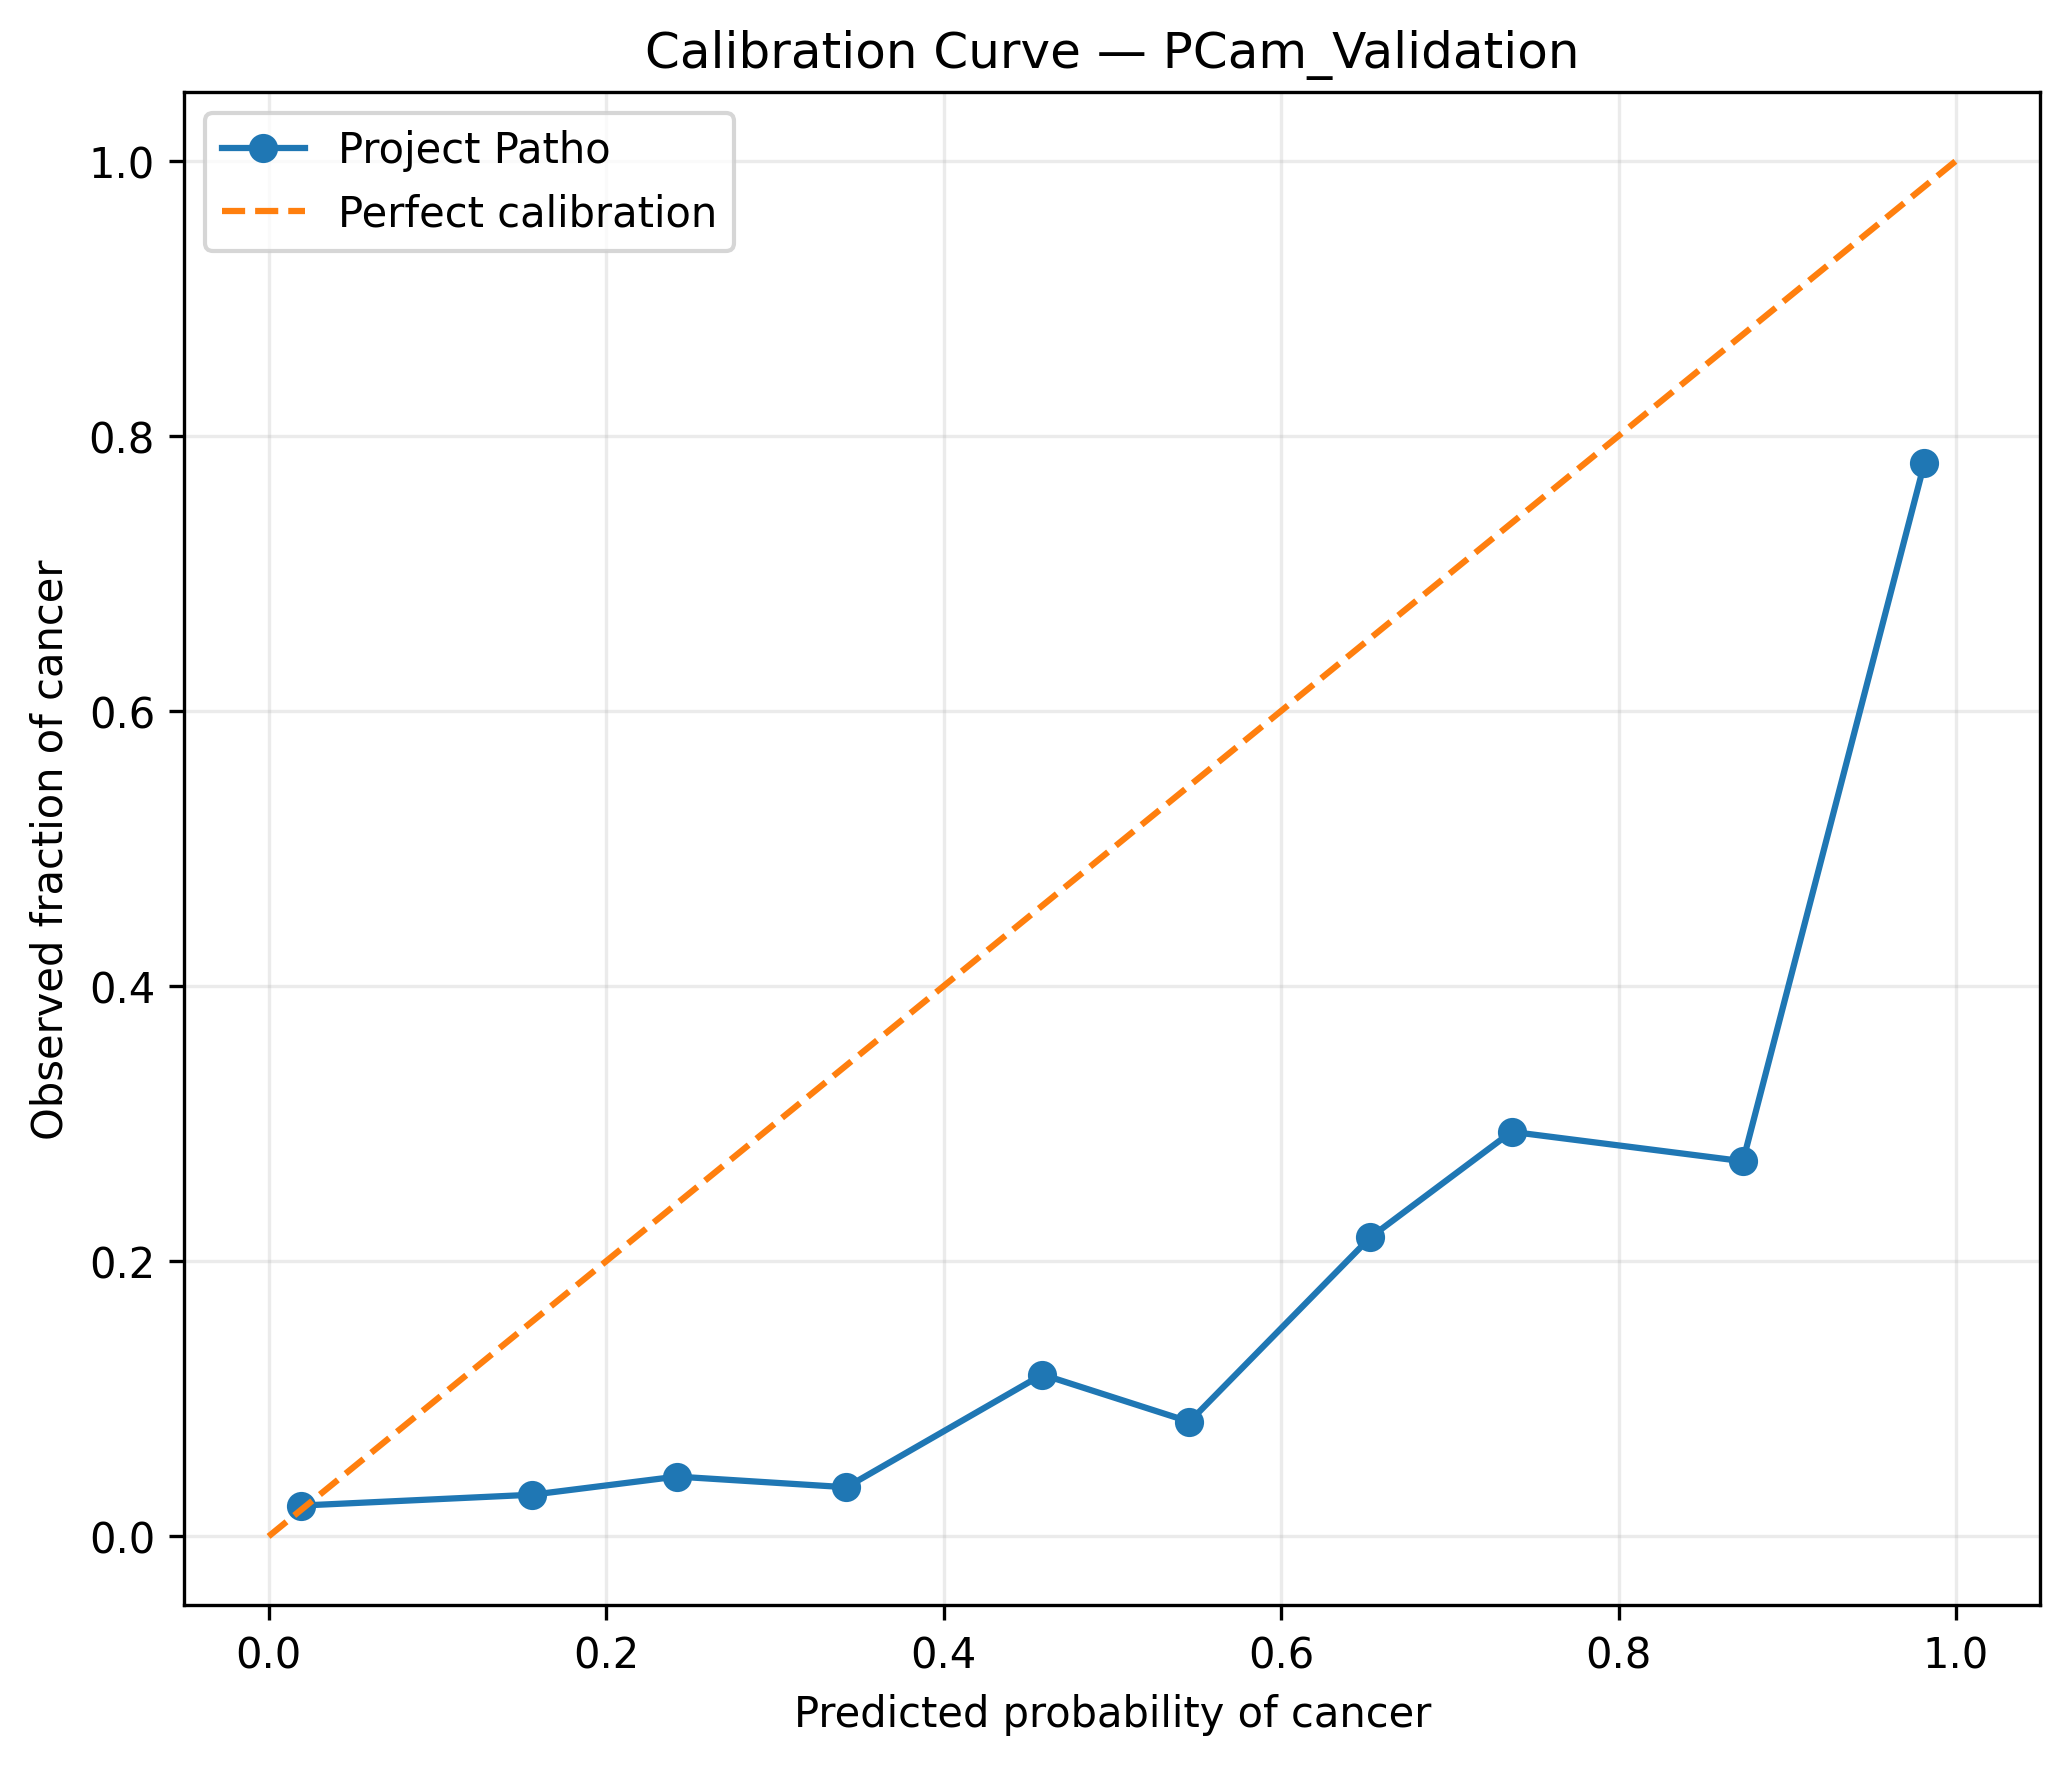 Calibration Curve — PCam_Validation
Project Patho
Perfect calibration
1.0
0.8
0.6
0.4
0.2
0.0
Observed fraction of cancer
0.0 0.2 0.4 0.6 0.8 1.0
Predicted probability of cancer